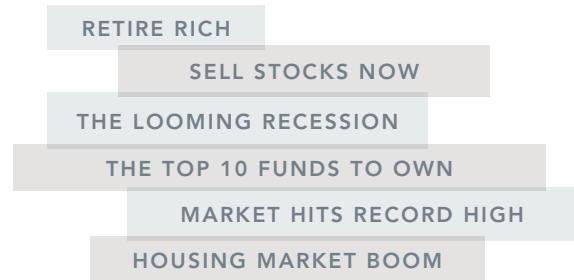 RETIRE RICH
SELL STOCKS NOW
THE LOOMING RECESSION
THE TOP 10 FUNDS TO OWN
MARKET HITS RECORD HIGH
HOUSING MARKET BOOM